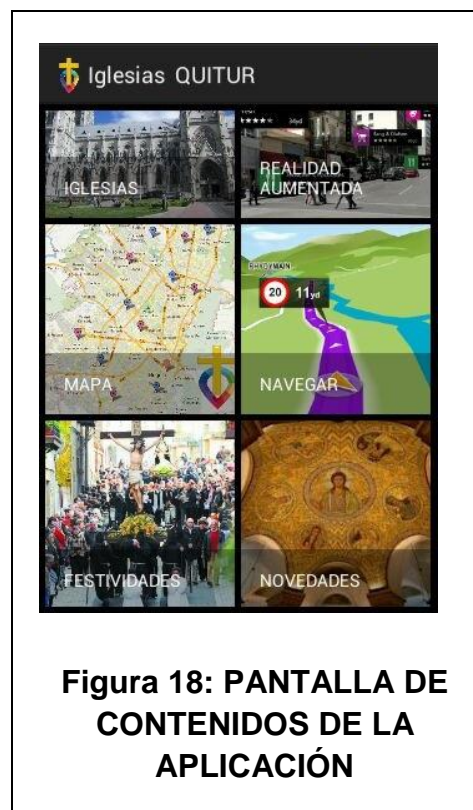 Iglesias QUITUR
IGLESIAS
REALIDAD
AUMENTADA
MAPA
20 11yd
NAVEGAR
FESTIVIDADES
NOVEDADES
Figura 18: PANTALLA DE
CONTENIDOS DE LA
APLICACIÓN